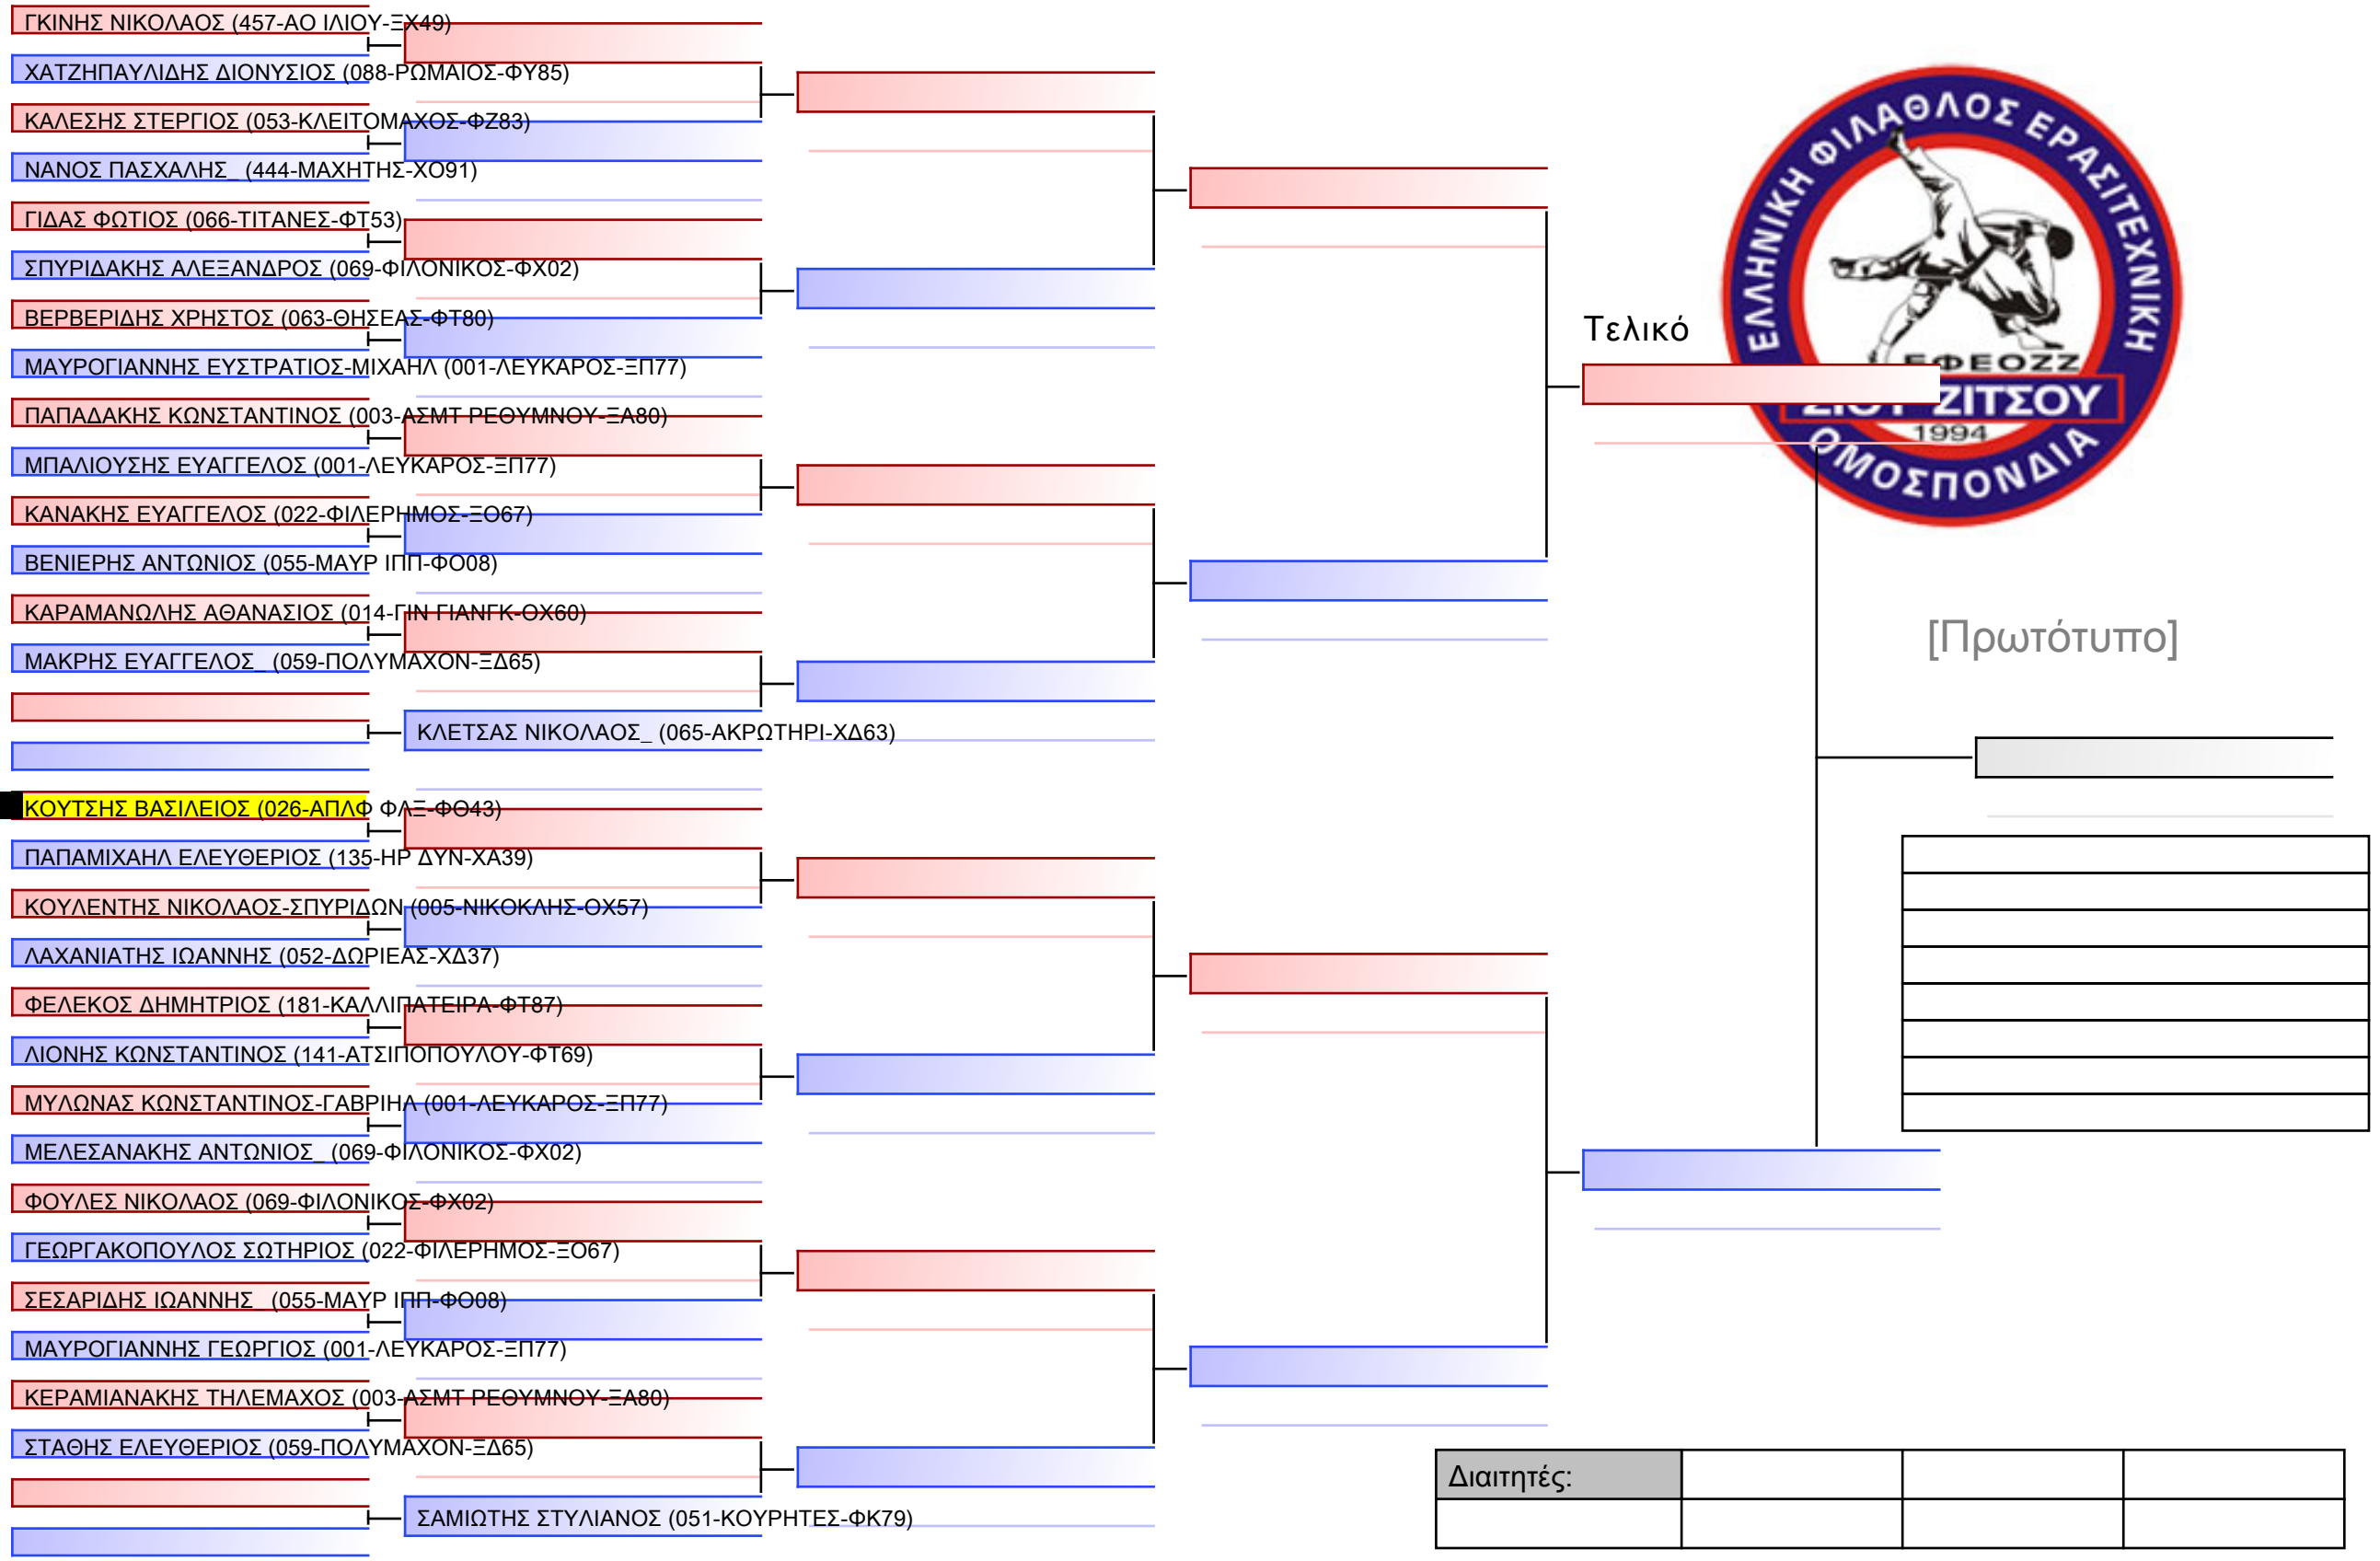 ΓΚΙΝΗΣ ΝΙΚΟΛΑΟΣ (457-ΑΟ ΙΛΙΟΥ-ΞΧ49)
ΧΑΤΖΗΠΑΥΛΙΔΗΣ ΔΙΟΝΥΣΙΟΣ (088-ΡΩΜΑΙΟΣ-ΦΥ85)
ΚΑΛΕΣΗΣ ΣΤΕΡΓΙΟΣ (053-ΚΛΕΙΤΟΜΑΧΟΣ-ΦΖ83)
ΝΑΝΟΣ ΠΑΣΧΑΛΗΣ_ (444-ΜΑΧΗΤΗΣ-ΧΟ91)
ΓΙΔΑΣ ΦΩΤΙΟΣ (066-ΤΙΤΑΝΕΣ-ΦΤ53)
ΣΠΥΡΙΔΑΚΗΣ ΑΛΕΞΑΝΔΡΟΣ (069-ΦΙΛΟΝΙΚΟΣ-ΦΧ02)
ΒΕΡΒΕΡΙΔΗΣ ΧΡΗΣΤΟΣ (063-ΘΗΣΕΑΣ-ΦΤ80)
ΜΑΥΡΟΓΙΑΝΝΗΣ ΕΥΣΤΡΑΤΙΟΣ-ΜΙΧΑΗΛ (001-ΛΕΥΚΑΡΟΣ-ΞΠ77)
ΠΑΠΑΔΑΚΗΣ ΚΩΝΣΤΑΝΤΙΝΟΣ (003-ΑΣΜΤ ΡΕΘΥΜΝΟΥ-ΞΑ80)
ΜΠΑΛΙΟΥΣΗΣ ΕΥΑΓΓΕΛΟΣ (001-ΛΕΥΚΑΡΟΣ-ΞΠ77)
ΚΑΝΑΚΗΣ ΕΥΑΓΓΕΛΟΣ (022-ΦΙΛΕΡΗΜΟΣ-ΞΟ67)
ΒΕΝΙΕΡΗΣ ΑΝΤΩΝΙΟΣ (055-ΜΑΥΡ ΙΠΠ-ΦΟ08)
ΚΑΡΑΜΑΝΩΛΗΣ ΑΘΑΝΑΣΙΟΣ (014-ΓΙΝ ΓΙΑΝΓΚ-ΟΧ60)
ΜΑΚΡΗΣ ΕΥΑΓΓΕΛΟΣ_ (059-ΠΟΛΥΜΑΧΟΝ-ΞΔ65)
ΚΛΕΤΣΑΣ ΝΙΚΟΛΑΟΣ_ (065-ΑΚΡΩΤΗΡΙ-ΧΔ63)
ΚΟΥΤΣΗΣ ΒΑΣΙΛΕΙΟΣ (026-ΑΠΛΦ ΦΛΞ-ΦΘ43)
ΠΑΠΑΜΙΧΑΗΛ ΕΛΕΥΘΕΡΙΟΣ (135-ΗΡ ΔΥΝ-ΧΑ39)
ΚΟΥΛΕΝΤΗΣ ΝΙΚΟΛΑΟΣ-ΣΠΥΡΙΔΩΝ (005-ΝΙΚΟΚΛΗΣ-ΟΧ57)
ΛΑΧΑΝΙΑΤΗΣ ΙΩΑΝΝΗΣ (052-ΔΩΡΙΕΑΣ-ΧΔ37)
ΦΕΛΕΚΟΣ ΔΗΜΗΤΡΙΟΣ (181-ΚΑΛΛΙΠΑΤΕΙΡΑ-ΦΤ87)
ΛΙΟΝΗΣ ΚΩΝΣΤΑΝΤΙΝΟΣ (141-ΑΤΣΙΠΟΠΟΥΛΟΥ-ΦΤ69)
ΜΥΛΩΝΑΣ ΚΩΝΣΤΑΝΤΙΝΟΣ-ΓΑΒΡΙΗΛ (001-ΛΕΥΚΑΡΟΣ-ΞΠ77)
ΜΕΛΕΣΑΝΑΚΗΣ ΑΝΤΩΝΙΟΣ_ (069-ΦΙΛΟΝΙΚΟΣ-ΦΧ02)
ΦΟΥΛΕΣ ΝΙΚΟΛΑΟΣ (069-ΦΙΛΟΝΙΚΟΣ-ΦΧ02)
ΓΕΩΡΓΑΚΟΠΟΥΛΟΣ ΣΩΤΗΡΙΟΣ (022-ΦΙΛΕΡΗΜΟΣ-ΞΟ67)
ΣΕΣΑΡΙΔΗΣ ΙΩΑΝΝΗΣ_ (055-ΜΑΥΡ ΙΠΠ-ΦΟ08)
ΜΑΥΡΟΓΙΑΝΝΗΣ ΓΕΩΡΓΙΟΣ (001-ΛΕΥΚΑΡΟΣ-ΞΠ77)
ΚΕΡΑΜΙΑΝΑΚΗΣ ΤΗΛΕΜΑΧΟΣ (003-ΑΣΜΤ ΡΕΘΥΜΝΟΥ-ΞΑ80)
ΣΤΑΘΗΣ ΕΛΕΥΘΕΡΙΟΣ (059-ΠΟΛΥΜΑΧΟΝ-ΞΔ65)
ΣΑΜΙΩΤΗΣ ΣΤΥΛΙΑΝΟΣ (051-ΚΟΥΡΗΤΕΣ-ΦΚ79)
Τελικό
ΕΛΛΗΝΙΚΗ ΦΙΛΑΘΛΟΣ ΕΡΑΣΙΤΕΧΝΙΚΗ
ΕΦΕΟΖΖ
ΖΙΟΥ ΖΙΤΣΟΥ
1994
ΟΜΟΣΠΟΝΔΙΑ
[Πρωτότυπο]
Διαιτητές: